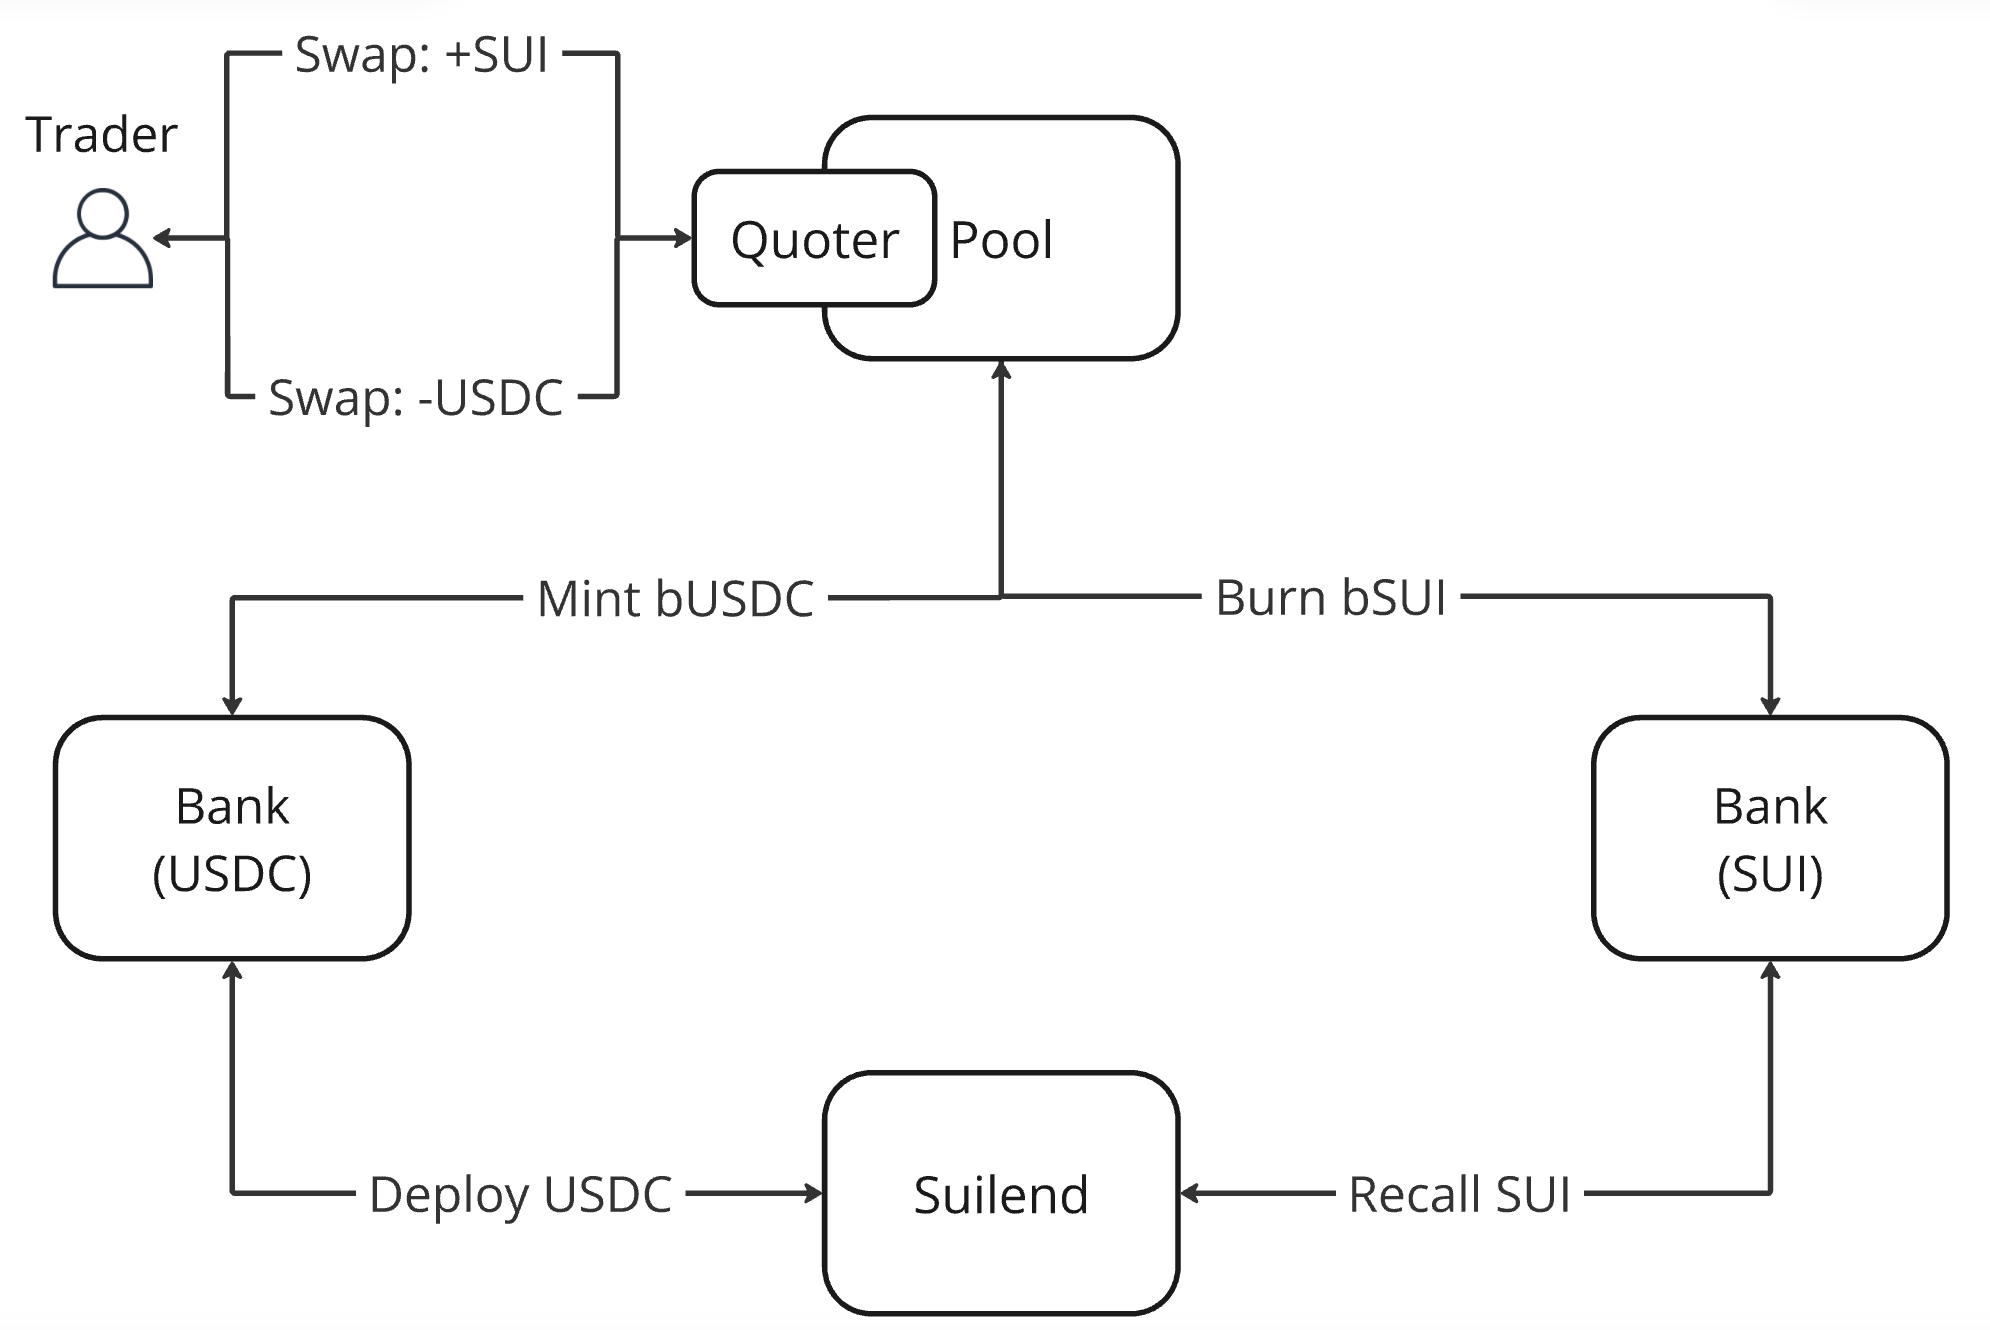 Swap: +SUI
Trader
Quoter
Pool
Swap: -USDC
Mint bUSDC
Burn bSUI
Bank
(USDC)
Bank
(SUI)
Deploy USDC
Suilend
Recall SUI